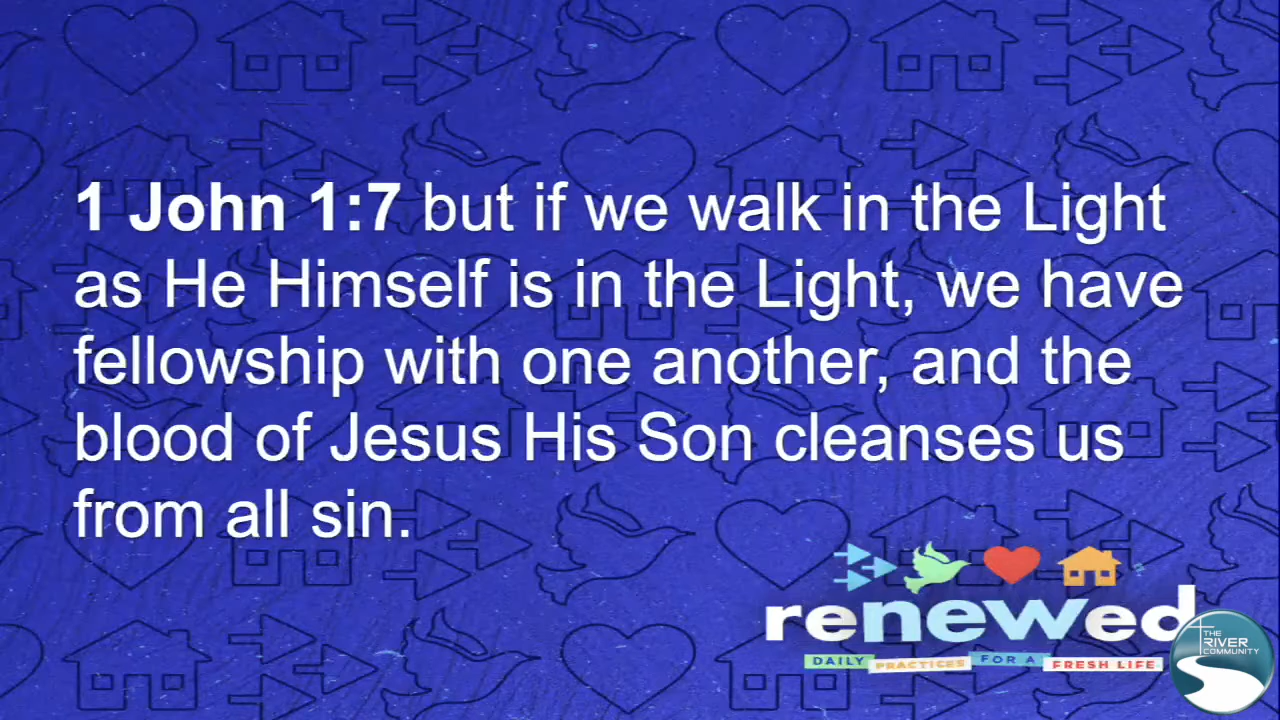 1 John 1:7 but if we walk in the Light
as He Himself is in the Light, we have
fellowship with one another, and the
blood of Jesus His Son cleanses us
from all sin.
renewed
DAILY PRACTICES FOR A FRESH LIFE
THE
RIVER
COMMUNITY